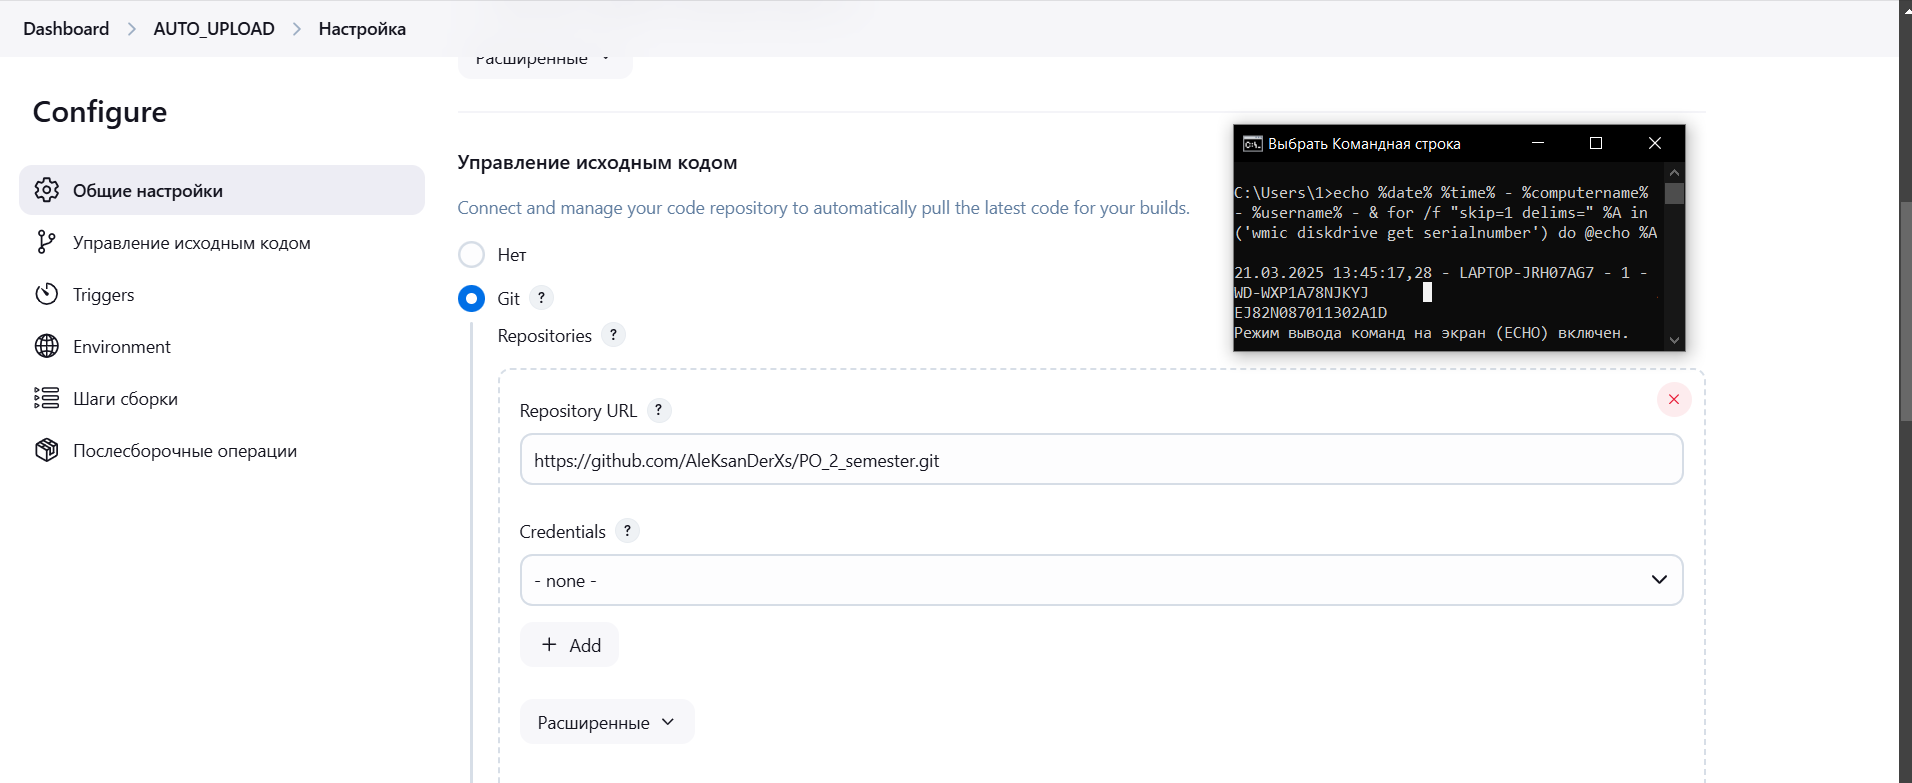 Dashboard > AUTO_UPLOAD > Настройка
Расширенные
Configure
Общие настройки
Управление исходным кодом
Triggers
Environment
Шаги сборки
Послесборочные операции
Управление исходным кодом
Connect and manage your code repository to automatically pull the latest code for your builds.
Нет
Git ?
Repositories ?
Repository URL ?
https://github.com/AleKsanDerXs/PO_2_semester.git
Credentials ?
- none -
+ Add
Расширенные
C:\. Выбрать Командная строка
C:\Users\1>echo %date% %time% - %computername%
- %username% - & for /f "skip=1 delims=" %A in
('wmic diskdrive get serialnumber') do @echo %A
21.03.2025 13:45:17,28 - LAPTOP-JRH07AG7 - 1 -
WD-WXP1A78NJKYJ
EJ82N087011302A1D
Режим вывода команд на экран (ECHO) включен.